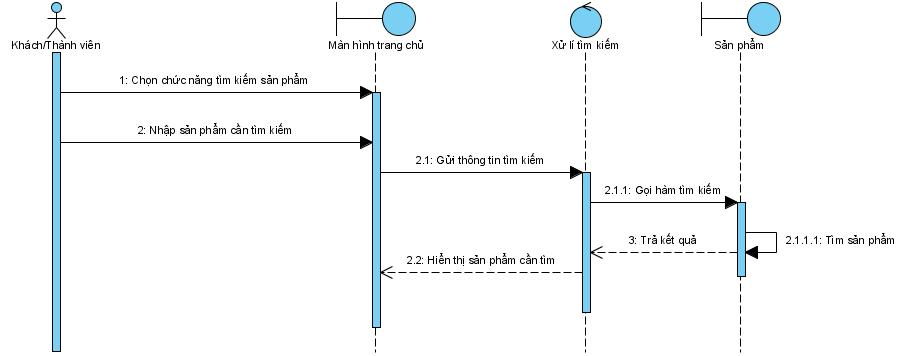 Khách/Thành viên
Màn hình trang chủ
Xử lí tìm kiếm
Sản phẩm
1: Chọn chức năng tìm kiếm sản phẩm
2: Nhập sản phẩm cần tìm kiếm
2.1: Gửi thông tin tìm kiếm
2.1.1: Gọi hàm tìm kiếm
3: Trả kết quả
2.1.1.1: Tìm sản phẩm
2.2: Hiển thị sản phẩm cần tìm